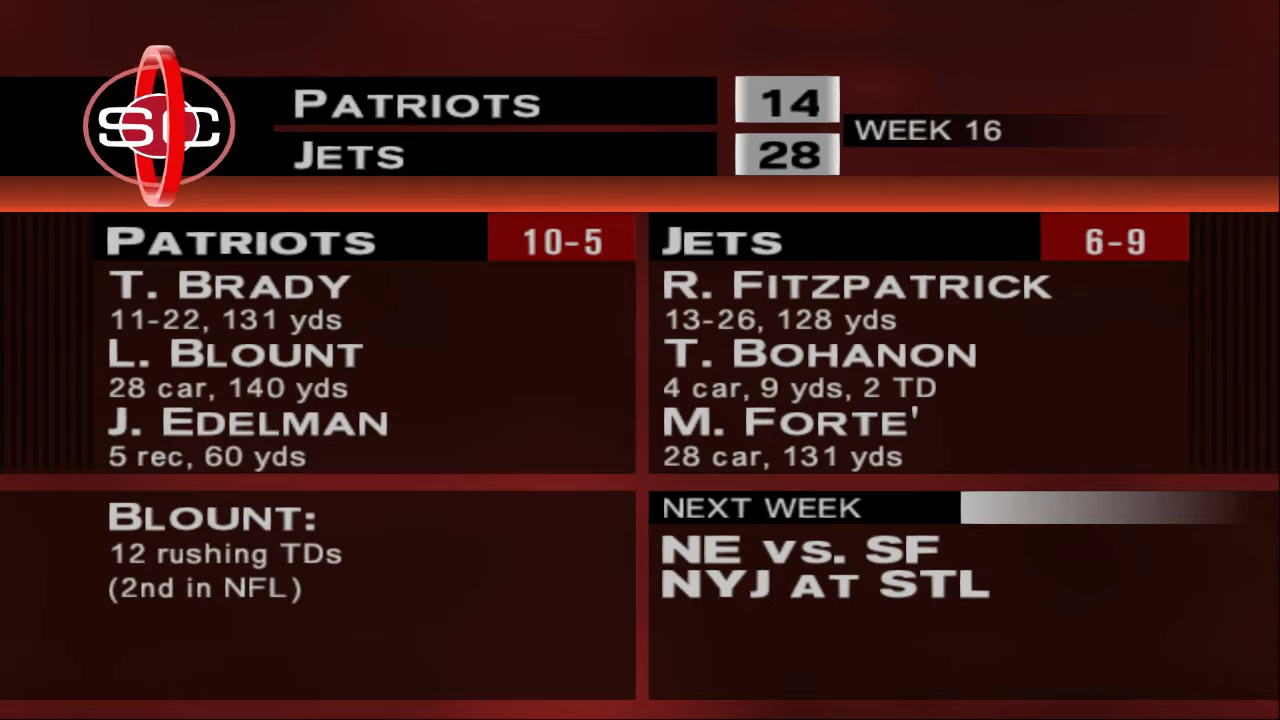 SC
PATRIOTS 14
WEEK 16
JETS 28
PATRIOTS 10-5
T. BRADY
11-22, 131 yds
L. BLOUNT
28 car, 140 yds
J. EDELMAN
5 rec, 60 yds
JETS 6-9
R. FITZPATRICK
13-26, 128 yds
T. BOHANON
4 car, 9 yds, 2 TD
M. FORTE'
28 car, 131 yds
BLOUNT:
12 rushing TDs
(2nd in NFL)
NEXT WEEK
NE VS. SF
NYJ AT STL